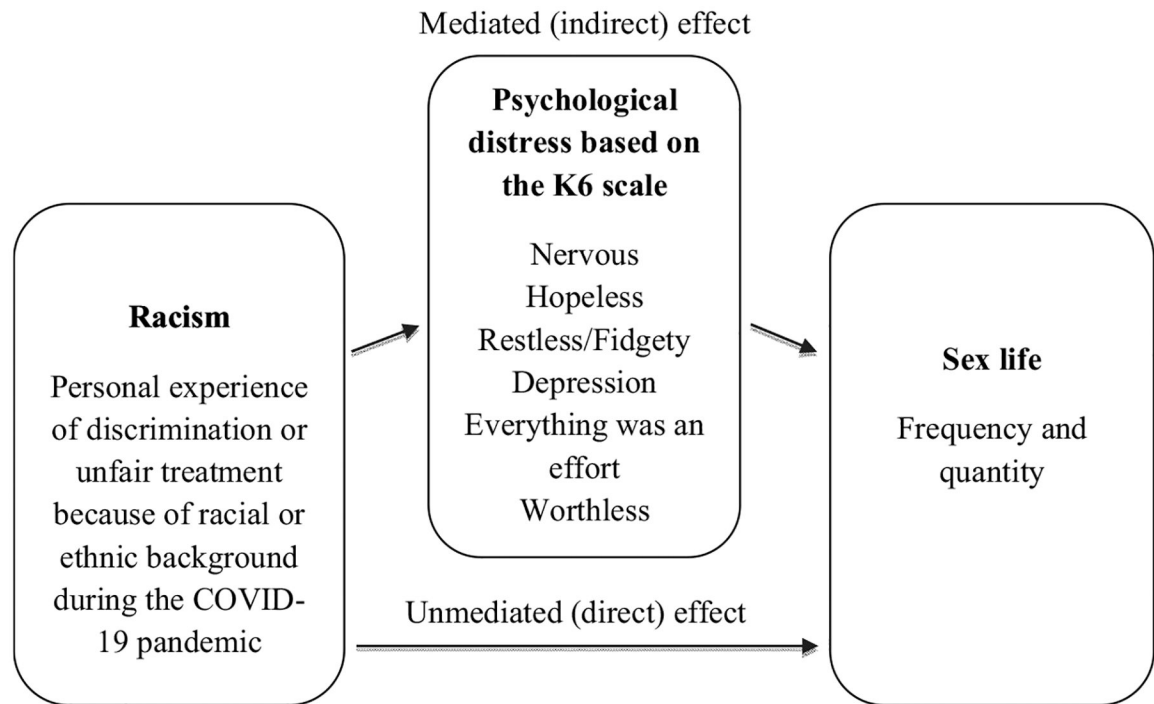 Mediated (indirect) effect
Psychological
distress based on
the K6 scale
Nervous
Hopeless
Restless/Fidgety
Depression
Everything was an
effort
Worthless
Racism
Personal experience
of discrimination or
unfair treatment
because of racial or
ethnic background
during the COVID-
19 pandemic
Sex life
Frequency and
quantity
Unmediated (direct) effect